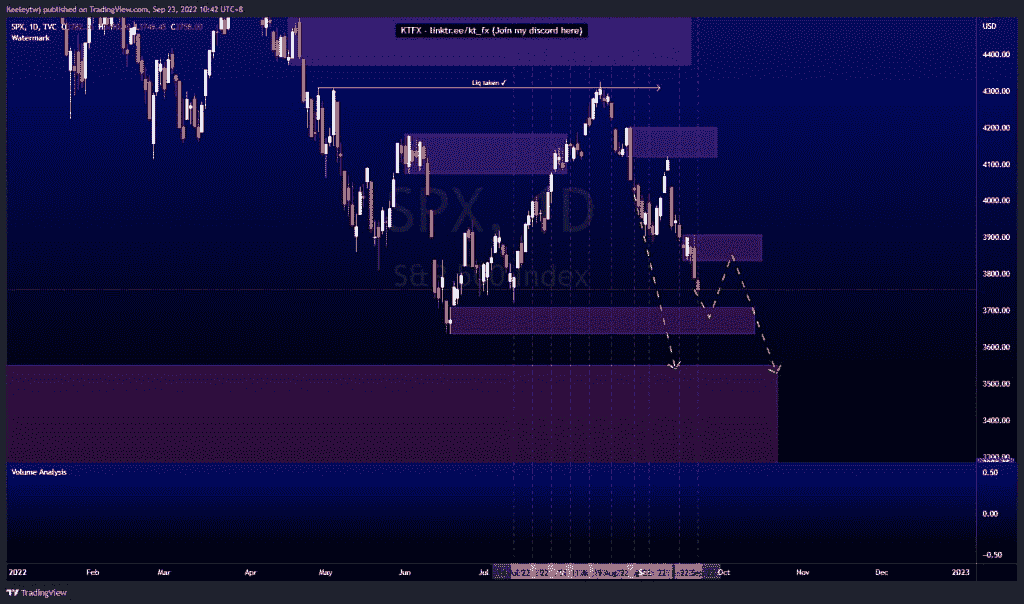 Keekeytwj published on TradingView.com, Sep 23, 2022 10:42 UTC+8
SPX, 1D, TVC
Watermark
KTFX - linktr.ee/kt_fx (Join my discord here)
USD
4400.00
Liq taken ✓
4300.00
4200.00
4100.00
SPX, 1D
4000.00
3900.00
S&P 500 Index
3800.00
3700.00
3600.00
3500.00
3400.00
3300.00
Volume Analysis
0.50
0.00
-0.50
2022 Feb Mar Apr May Jun Jul Oct Nov Dec 2023
TradingView